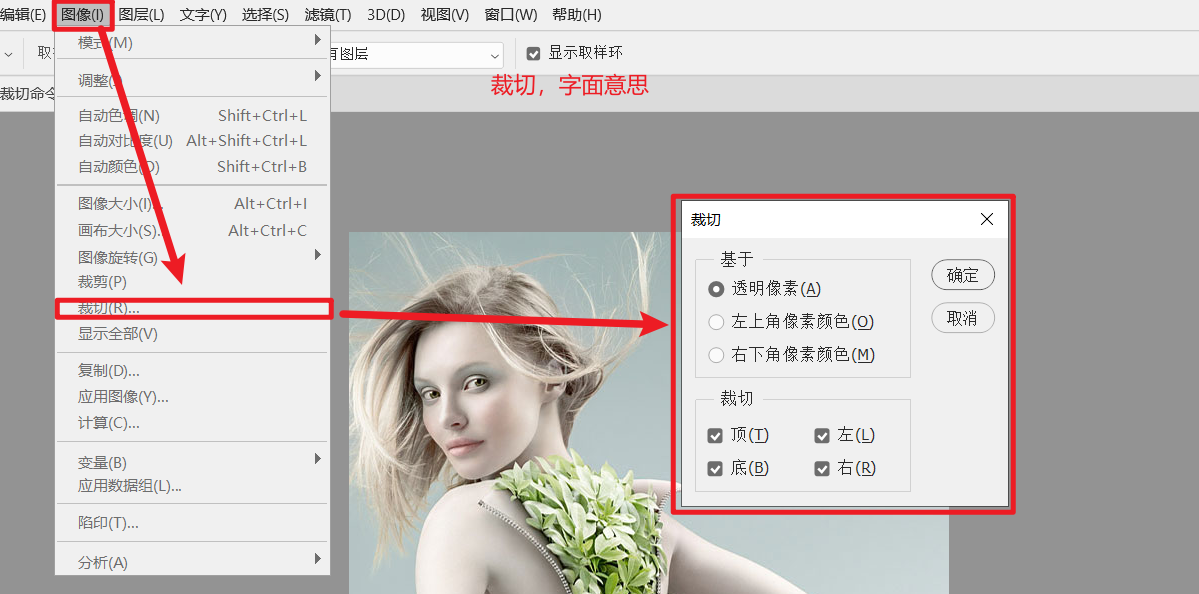 编辑(E) 图像(I) 图层(L) 文字(Y) 选择(S) 滤镜(T) 3D(D) 视图(V) 窗口(W) 帮助(H)
取 有图层 显示取样环
裁切命令
裁切，字面意思
模式(M)
调整
自动色调(N) Shift+Ctrl+L
自动对比度(U) Alt+Shift+Ctrl+L
自动颜色(O) Shift+Ctrl+B
图像大小(I)... Alt+Ctrl+I
画布大小(S)... Alt+Ctrl+C
图像旋转(G)
裁剪(P)
裁切(R)...
显示全部(V)
复制(D)...
应用图像(Y)...
计算(C)...
变量(B)
应用数据组(L)...
陷印(T)...
分析(A)
裁切
基于
透明像素(A)
左上角像素颜色(O)
右下角像素颜色(M)
确定
取消
裁切
顶(T) 左(L)
底(B) 右(R)